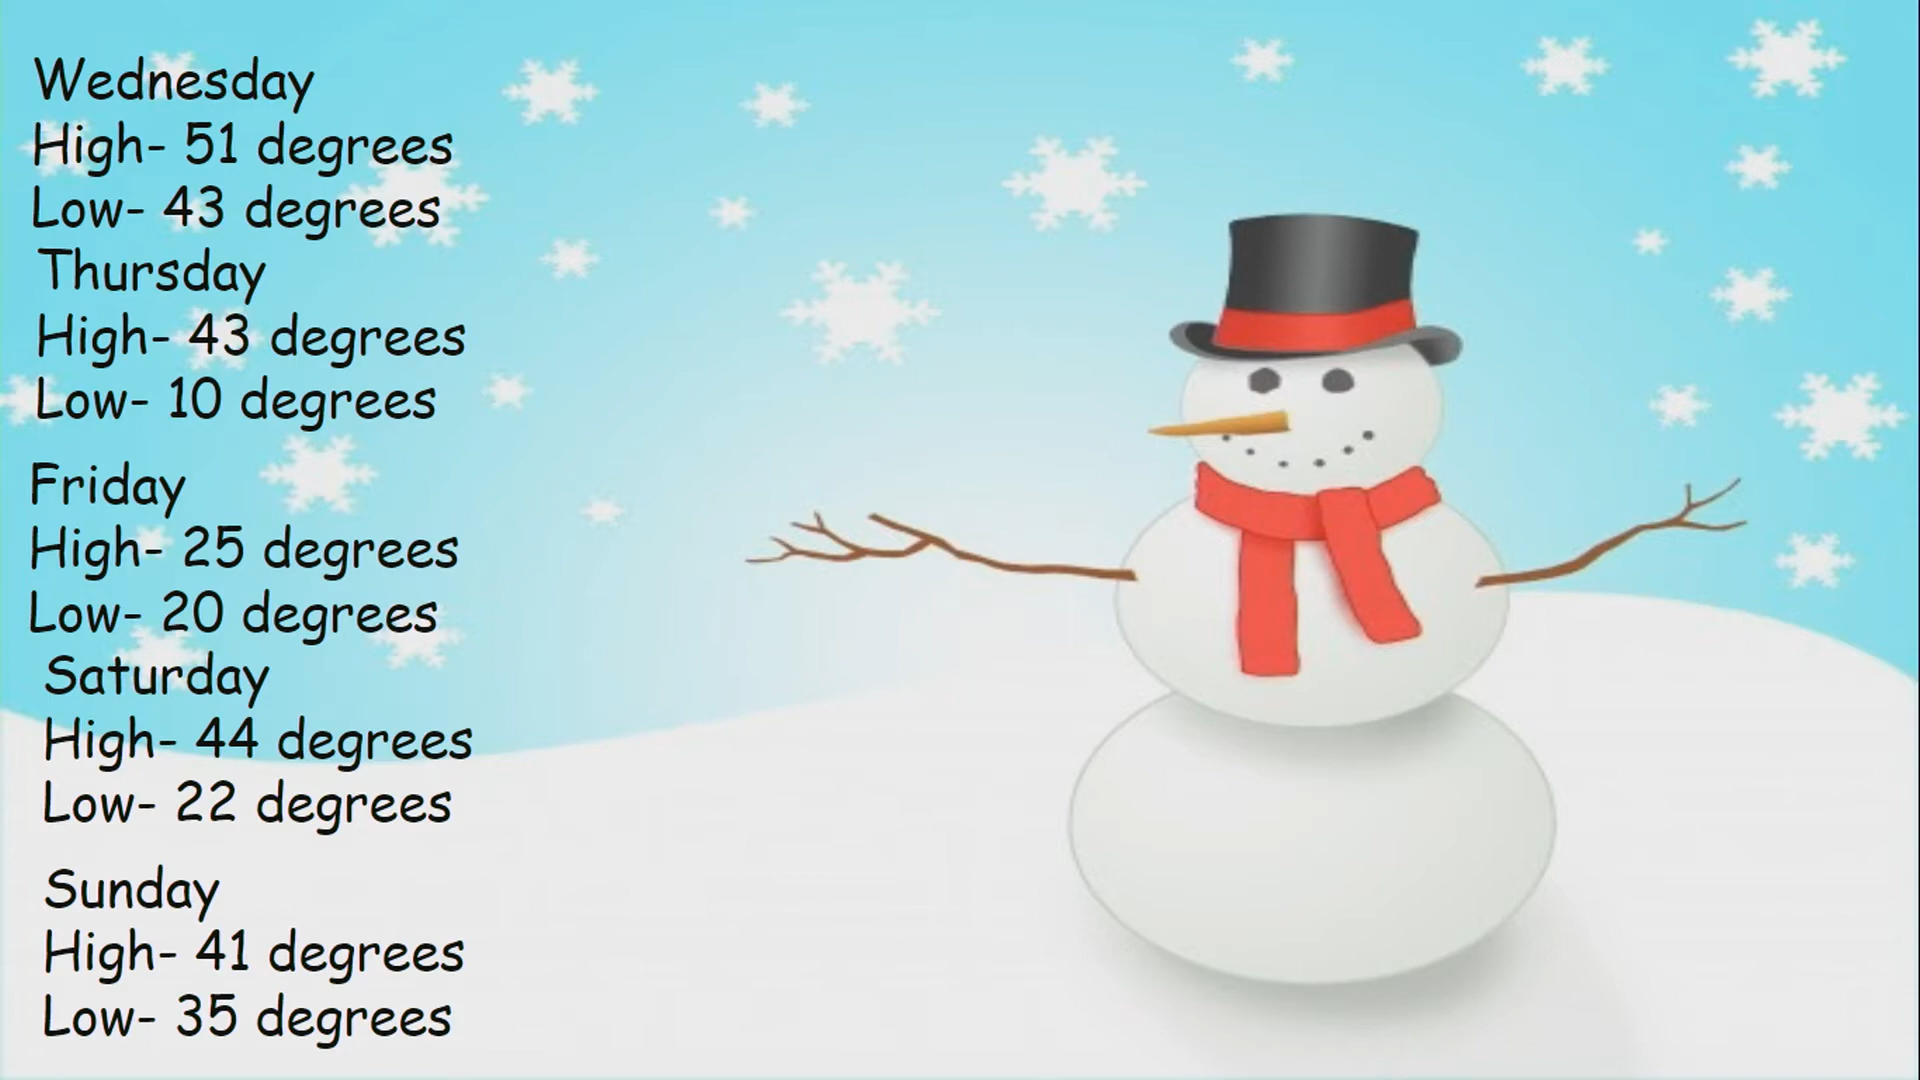 Wednesday
High- 51 degrees
Low- 43 degrees
Thursday
High- 43 degrees
Low- 10 degrees
Friday
High- 25 degrees
Low- 20 degrees
Saturday
High- 44 degrees
Low- 22 degrees
Sunday
High- 41 degrees
Low- 35 degrees